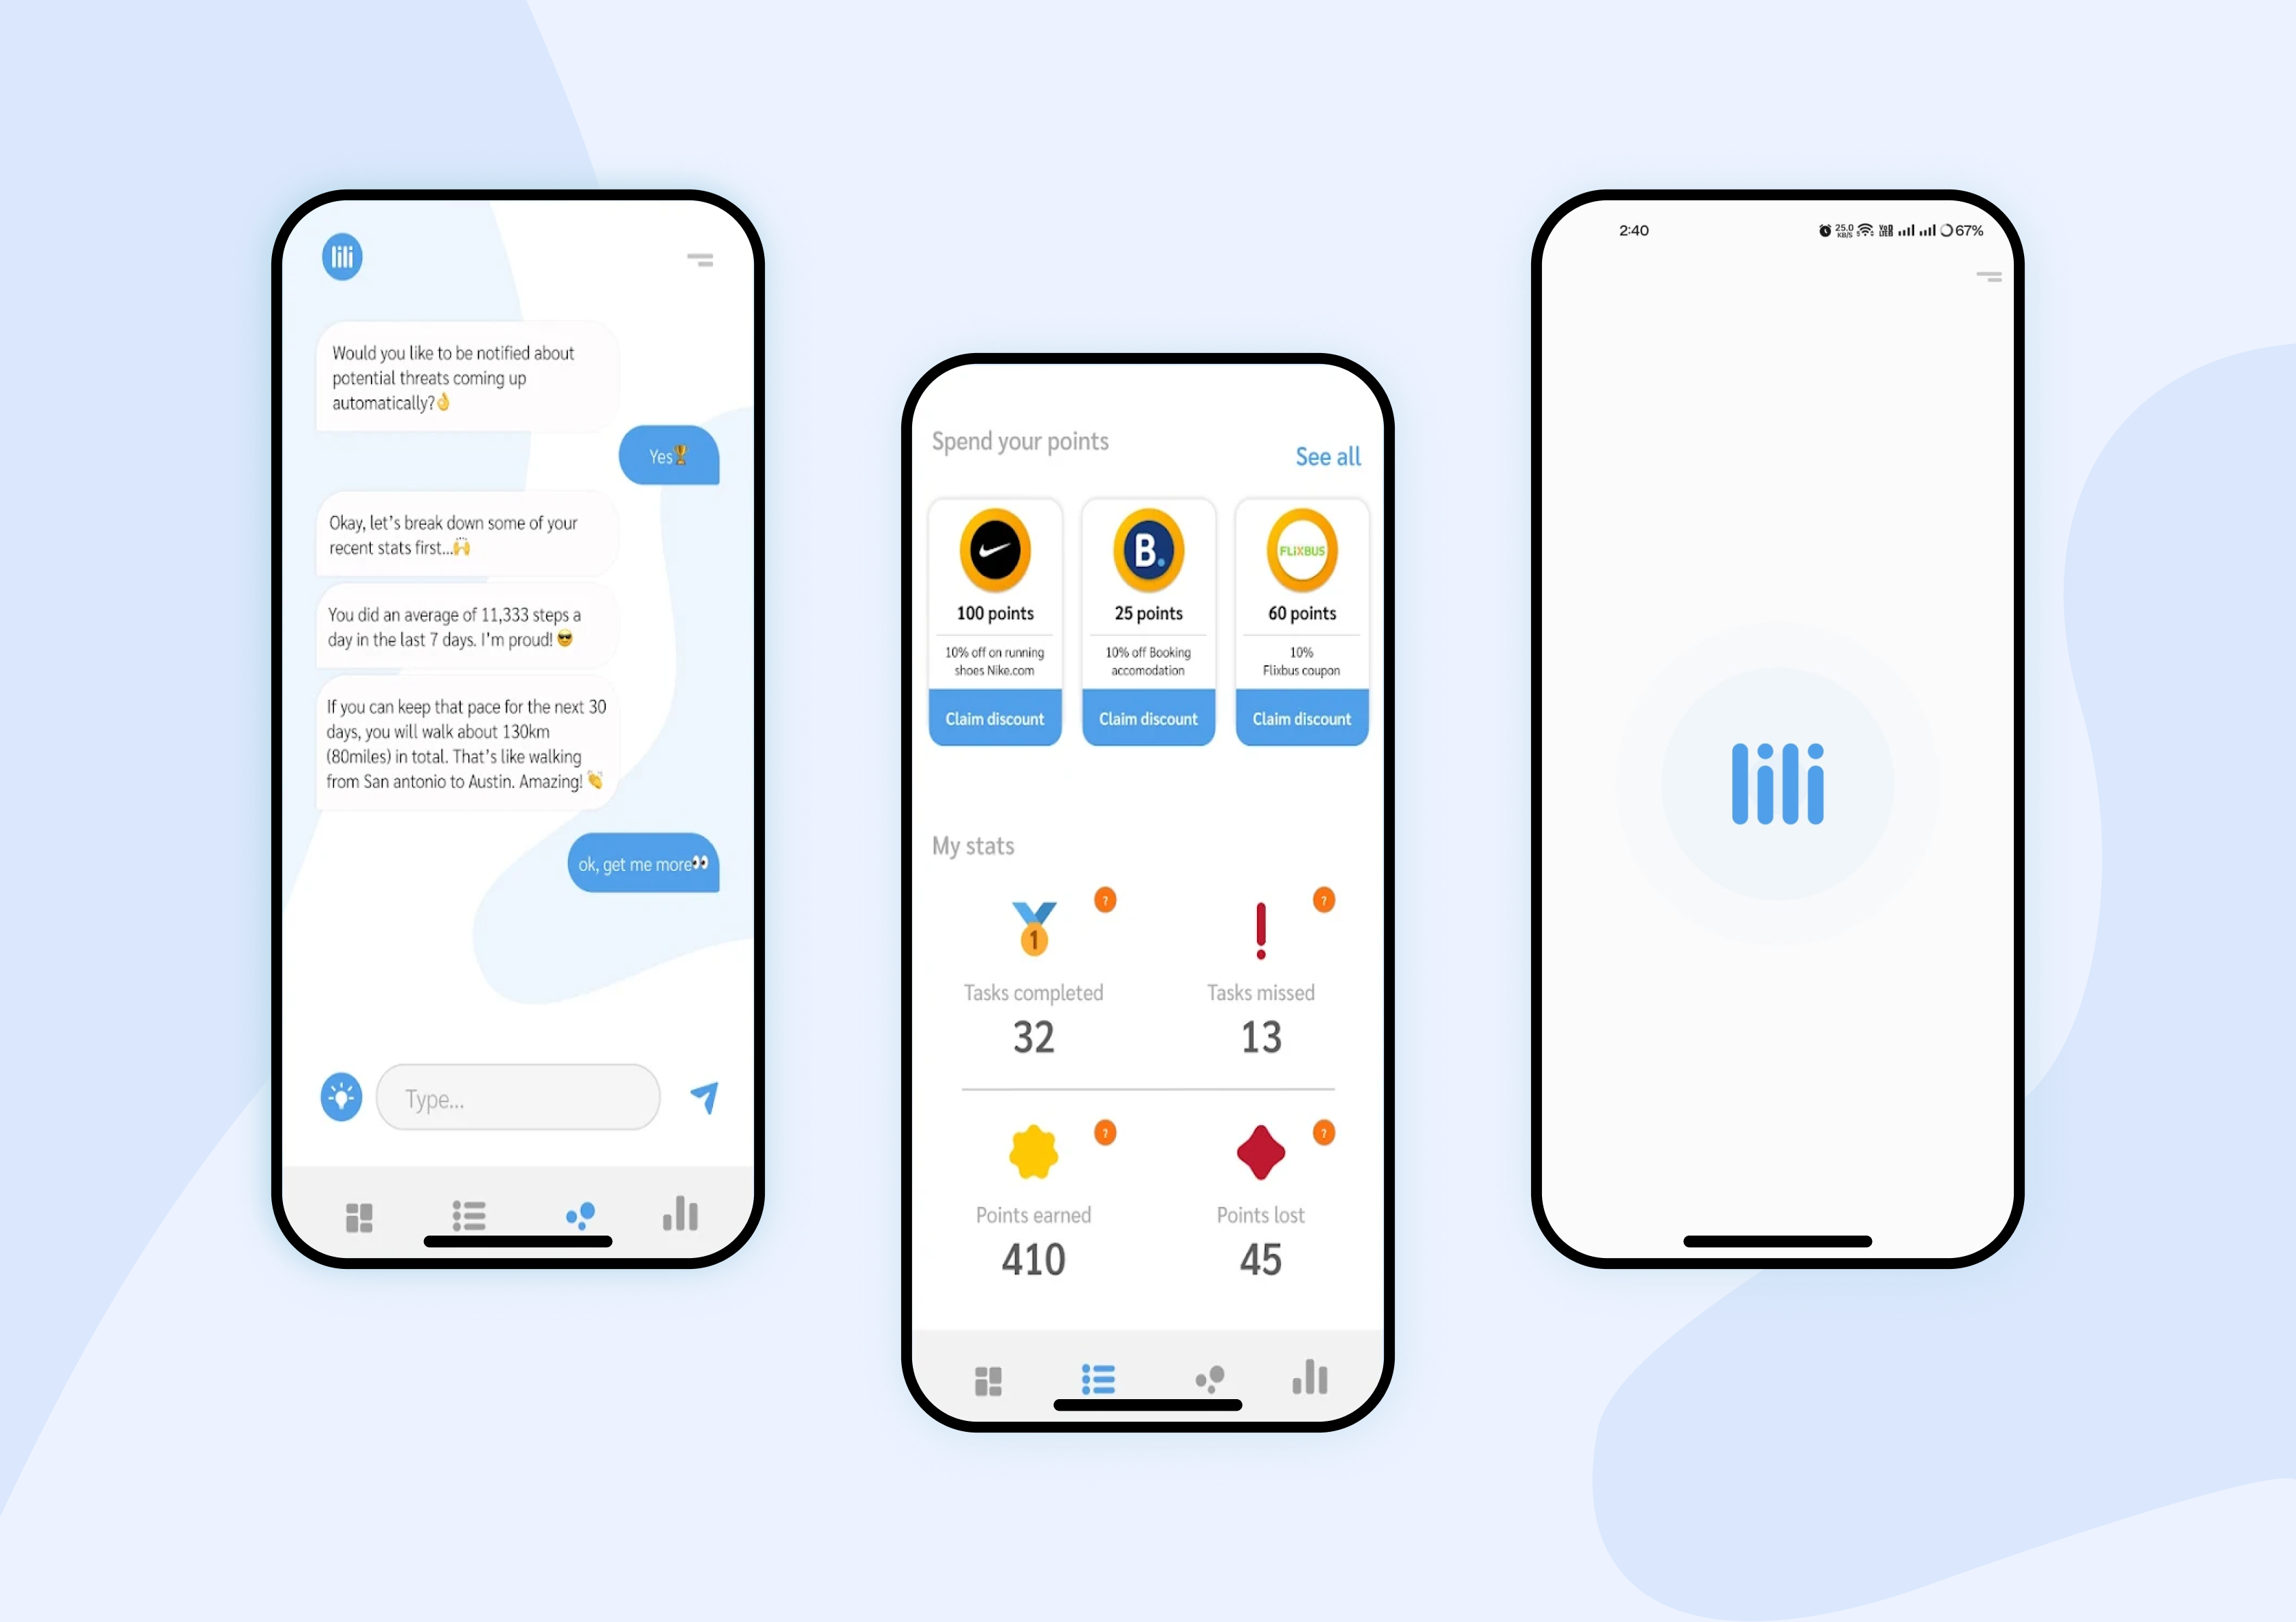 lili
Would you like to be notified about
potential threats coming up
automatically?👌
Yes🏆
Okay, let's break down some of your
recent stats first...🙌
You did an average of 11,333 steps a
day in the last 7 days. I'm proud! 😎
If you can keep that pace for the next 30
days, you will walk about 130km
(80miles) in total. That's like walking
from San antonio to Austin. Amazing! 👏
ok, get me more👀
Type...
Spend your points
See all
100 points
10% off on running
shoes Nike.com
Claim discount
B.
25 points
10% off Booking
accomodation
Claim discount
FLiXBUS
60 points
10%
Flixbus coupon
Claim discount
My stats
1
?
Tasks completed
32
?
Tasks missed
13
?
Points earned
410
?
Points lost
45
2:40
25.0
KB/S
67%
lili